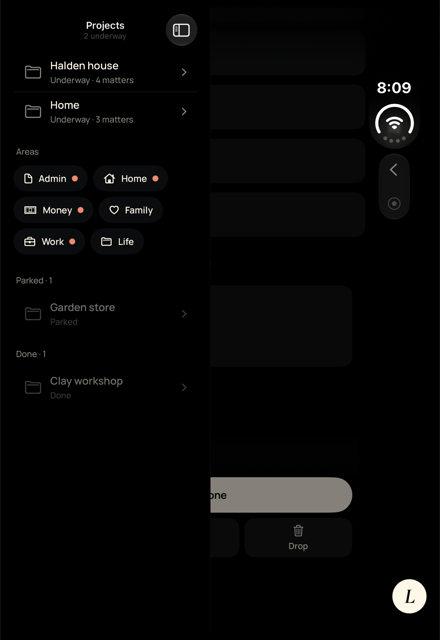 Projects
2 underway
Halden house
Underway · 4 matters
Home
Underway · 3 matters
Areas
Admin
Home
Money
Family
Work
Life
Parked · 1
Garden store
Parked
Done · 1
Clay workshop
Done
8:09
one
Drop
L